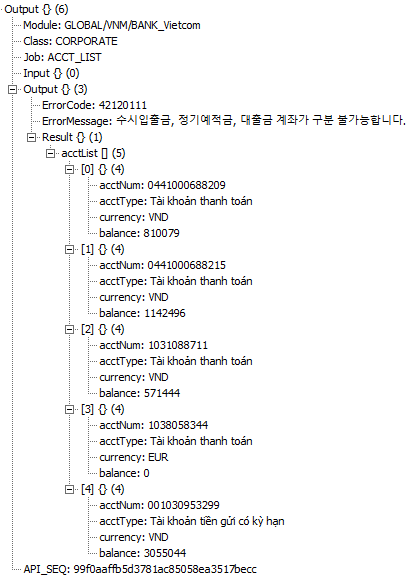 Output {} (6)
Module: GLOBAL/VNM/BANK_Vietcom
Class: CORPORATE
Job: ACCT_LIST
Input {} (0)
Output {} (3)
ErrorCode: 42120111
ErrorMessage: 수시입출금, 정기예적금, 대출금 계좌가 구분 불가능합니다.
Result {} (1)
acctList [] (5)
[0] {} (4)
acctNum: 0441000688209
acctType: Tài khoản thanh toán
currency: VND
balance: 810079
[1] {} (4)
acctNum: 0441000688215
acctType: Tài khoản thanh toán
currency: VND
balance: 1142496
[2] {} (4)
acctNum: 1031088711
acctType: Tài khoản thanh toán
currency: VND
balance: 571444
[3] {} (4)
acctNum: 1038058344
acctType: Tài khoản thanh toán
currency: EUR
balance: 0
[4] {} (4)
acctNum: 001030953299
acctType: Tài khoản tiền gửi có kỳ hạn
currency: VND
balance: 3055044
API_SEQ: 99f0aaffb5d3781ac85058ea3517becc